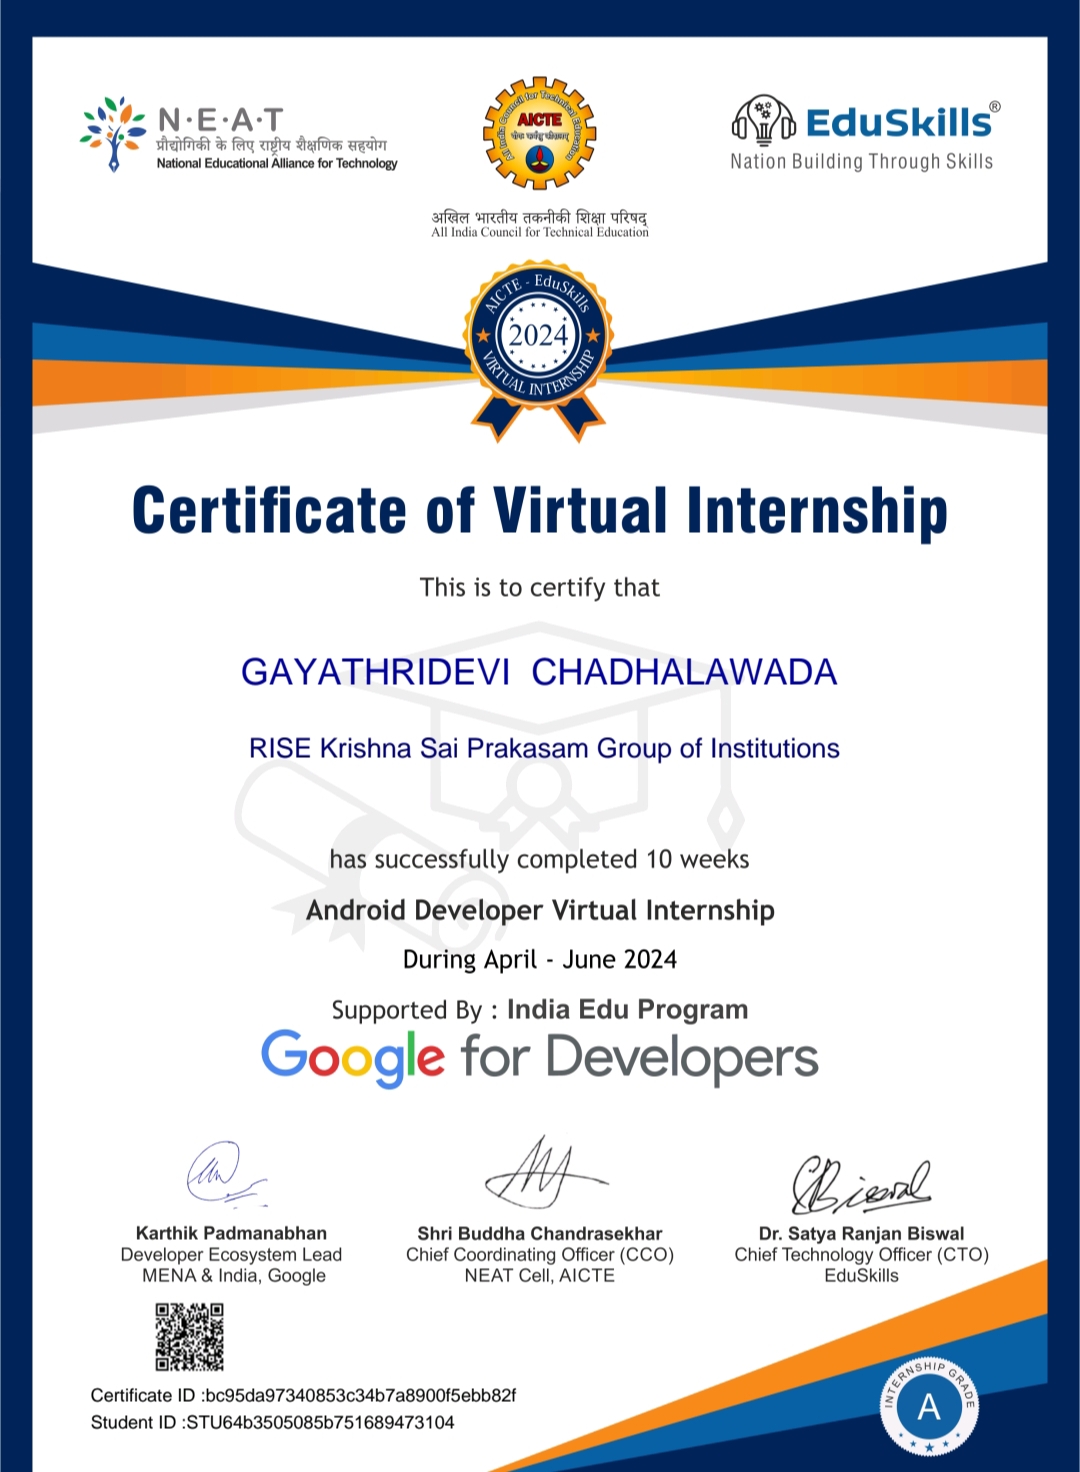 N·E·A·T
प्रौद्योगिकी के लिए राष्ट्रीय शैक्षणिक सहयोग
National Educational Alliance for Technology
All India Council for Technical Education
AICTE
EduSkills®
Nation Building Through Skills
अखिल भारतीय तकनीकी शिक्षा परिषद्
All India Council for Technical Education
AICTE - EduSkills
2024
VIRTUAL INTERNSHIP
Certificate of Virtual Internship
This is to certify that
GAYATHRIDEVI CHADHALAWADA
RISE Krishna Sai Prakasam Group of Institutions
has successfully completed 10 weeks
Android Developer Virtual Internship
During April - June 2024
Supported By : India Edu Program
Google for Developers
Karthik Padmanabhan
Developer Ecosystem Lead
MENA & India, Google
Shri Buddha Chandrasekhar
Chief Coordinating Officer (CCO)
NEAT Cell, AICTE
Biswal
Dr. Satya Ranjan Biswal
Chief Technology Officer (CTO)
EduSkills
Certificate ID :bc95da97340853c34b7a8900f5ebb82f
Student ID :STU64b3505085b751689473104
INTERNSHIP GRADE
A